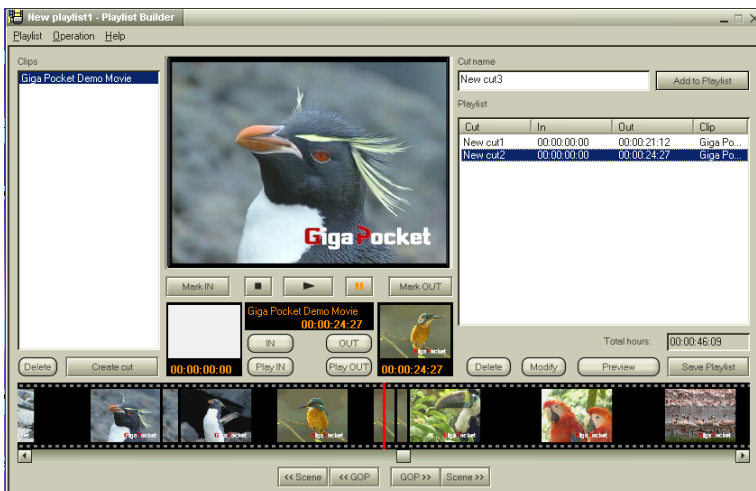 New playlist1 - Playlist Builder
Playlist Operation Help
Clips
Giga Pocket Demo Movie
Giga Pocket
Cut name
New cut3
Add to Playlist
Playlist
Cut In Out Clip
New cut1 00:00:00:00 00:00:21:12 Giga Po...
New cut2 00:00:00:00 00:00:24:27 Giga Po...
Mark IN
Mark OUT
Giga Pocket Demo Movie
00:00:24:27
IN OUT
Play IN Play OUT
00:00:00:00
00:00:24:27
Total hours: 00:00:46:09
Delete Create cut
Delete Modify Preview Save Playlist
<< Scene << GOP GOP >> Scene >>